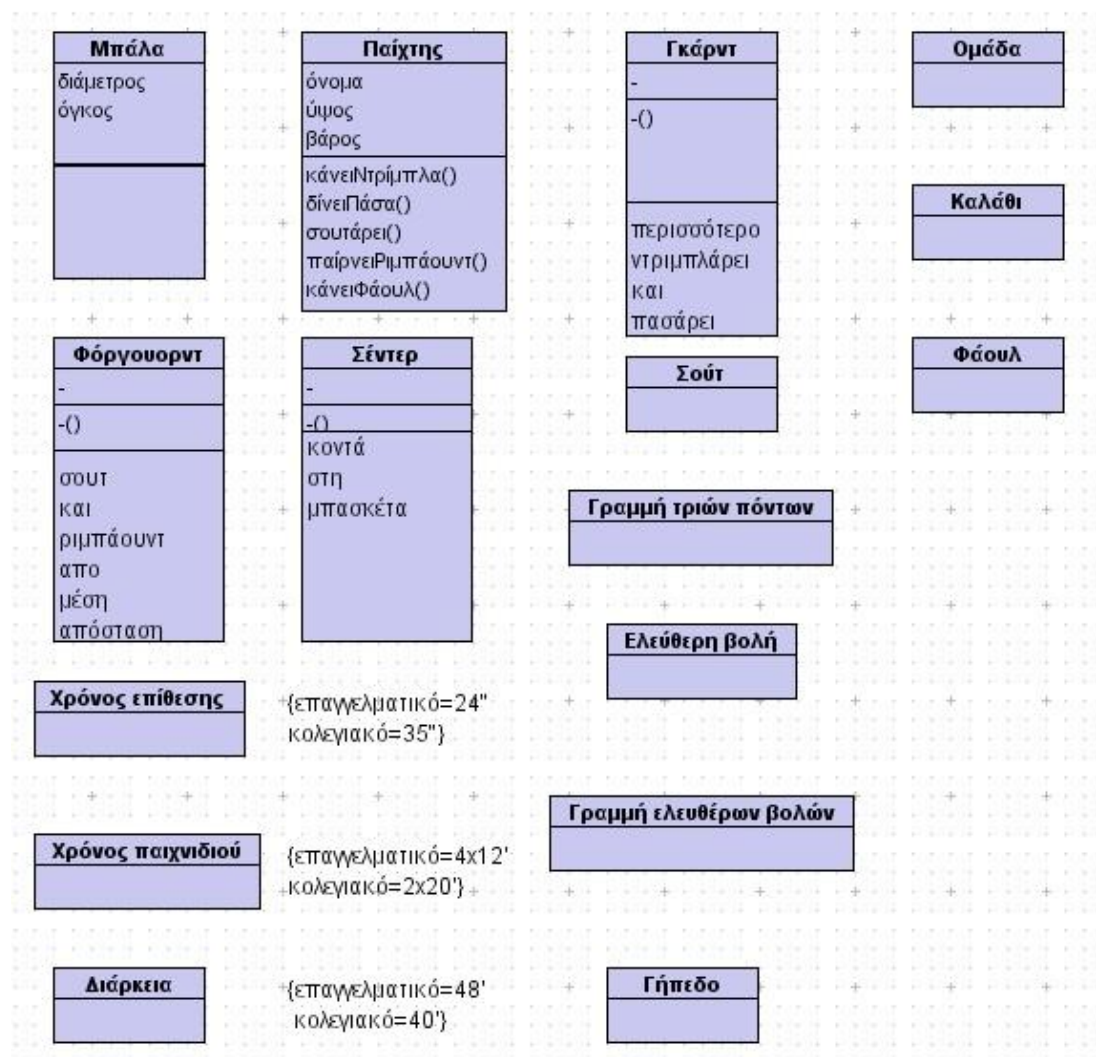 Μπάλα
διάμετρος
όγκος
Παίχτης
όνομα
ύψος
βάρος
κάνειΝτρίμπλα()
δίνειΠάσα()
σουτάρει()
παίρνειΡιμπάουντ()
κάνειΦάουλ()
Γκάρντ
-
-()
περισσότερο
ντριμπλάρει
και
πασάρει
Ομάδα
Καλάθι
Φόργουορντ
-
-()
σουτ
και
ριμπάουντ
απο
μέση
απόσταση
Σέντερ
-
-()
κοντά
στη
μπασκέτα
Σούτ
Φάουλ
Γραμμή τριών πόντων
Ελεύθερη βολή
Χρόνος επίθεσης
{επαγγελματικό=24"
κολεγιακό=35"}
Γραμμή ελευθέρων βολών
Χρόνος παιχνιδιού
{επαγγελματικό=4x12'
κολεγιακό=2x20'}
Διάρκεια
{επαγγελματικό=48'
κολεγιακό=40'}
Γήπεδο